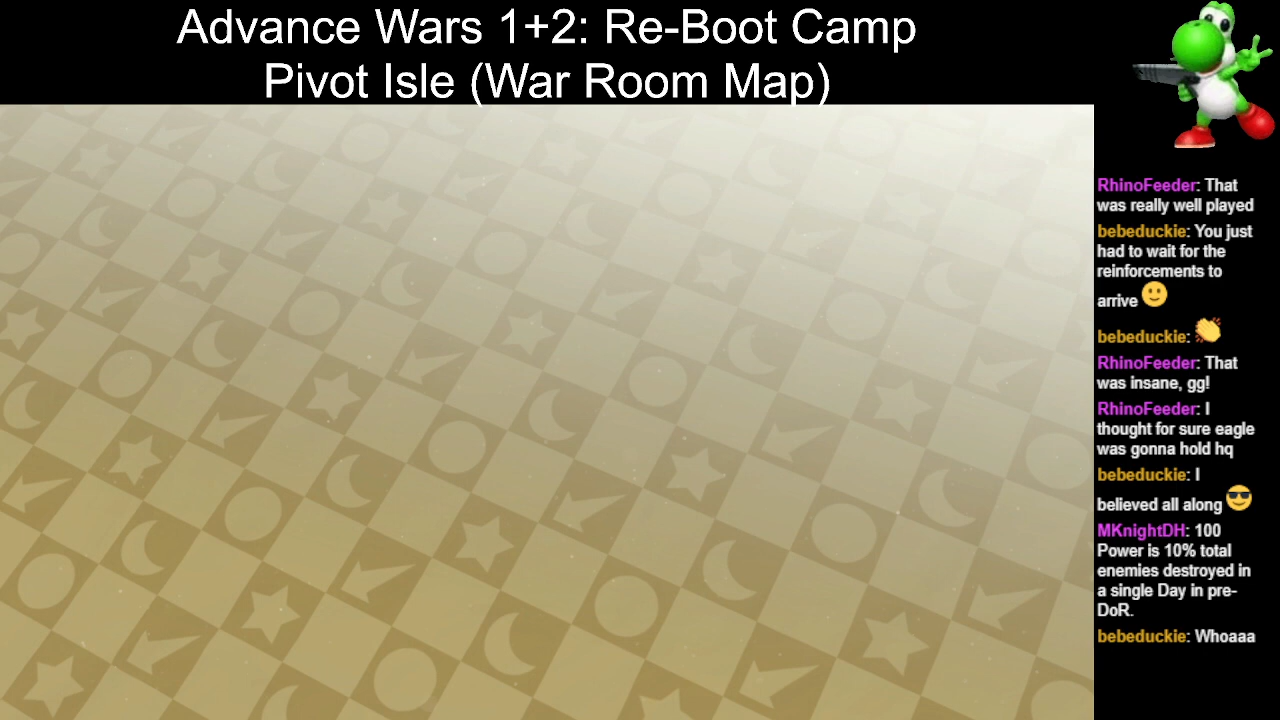 Advance Wars 1+2: Re-Boot Camp
Pivot Isle (War Room Map)
RhinoFeeder: That
was really well played
bebeduckie: You just
had to wait for the
reinforcements to
arrive
bebeduckie:
RhinoFeeder: That
was insane, gg!
RhinoFeeder: I
thought for sure eagle
was gonna hold hq
bebeduckie: I
believed all along
MKnightDH: 100
Power is 10% total
enemies destroyed in
a single Day in pre-
DoR.
bebeduckie: Whoaaa